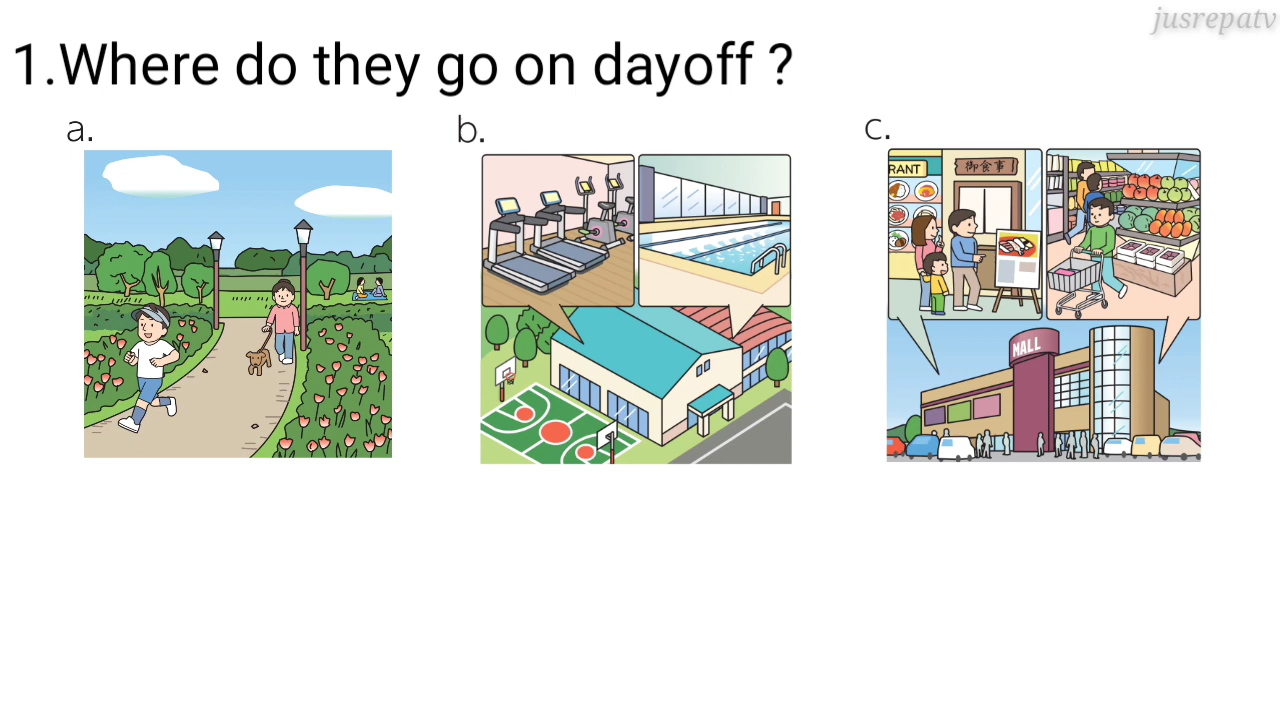 jusrepatv
1.Where do they go on dayoff ?
a.
b.
c.
RANT
御食事
MALL